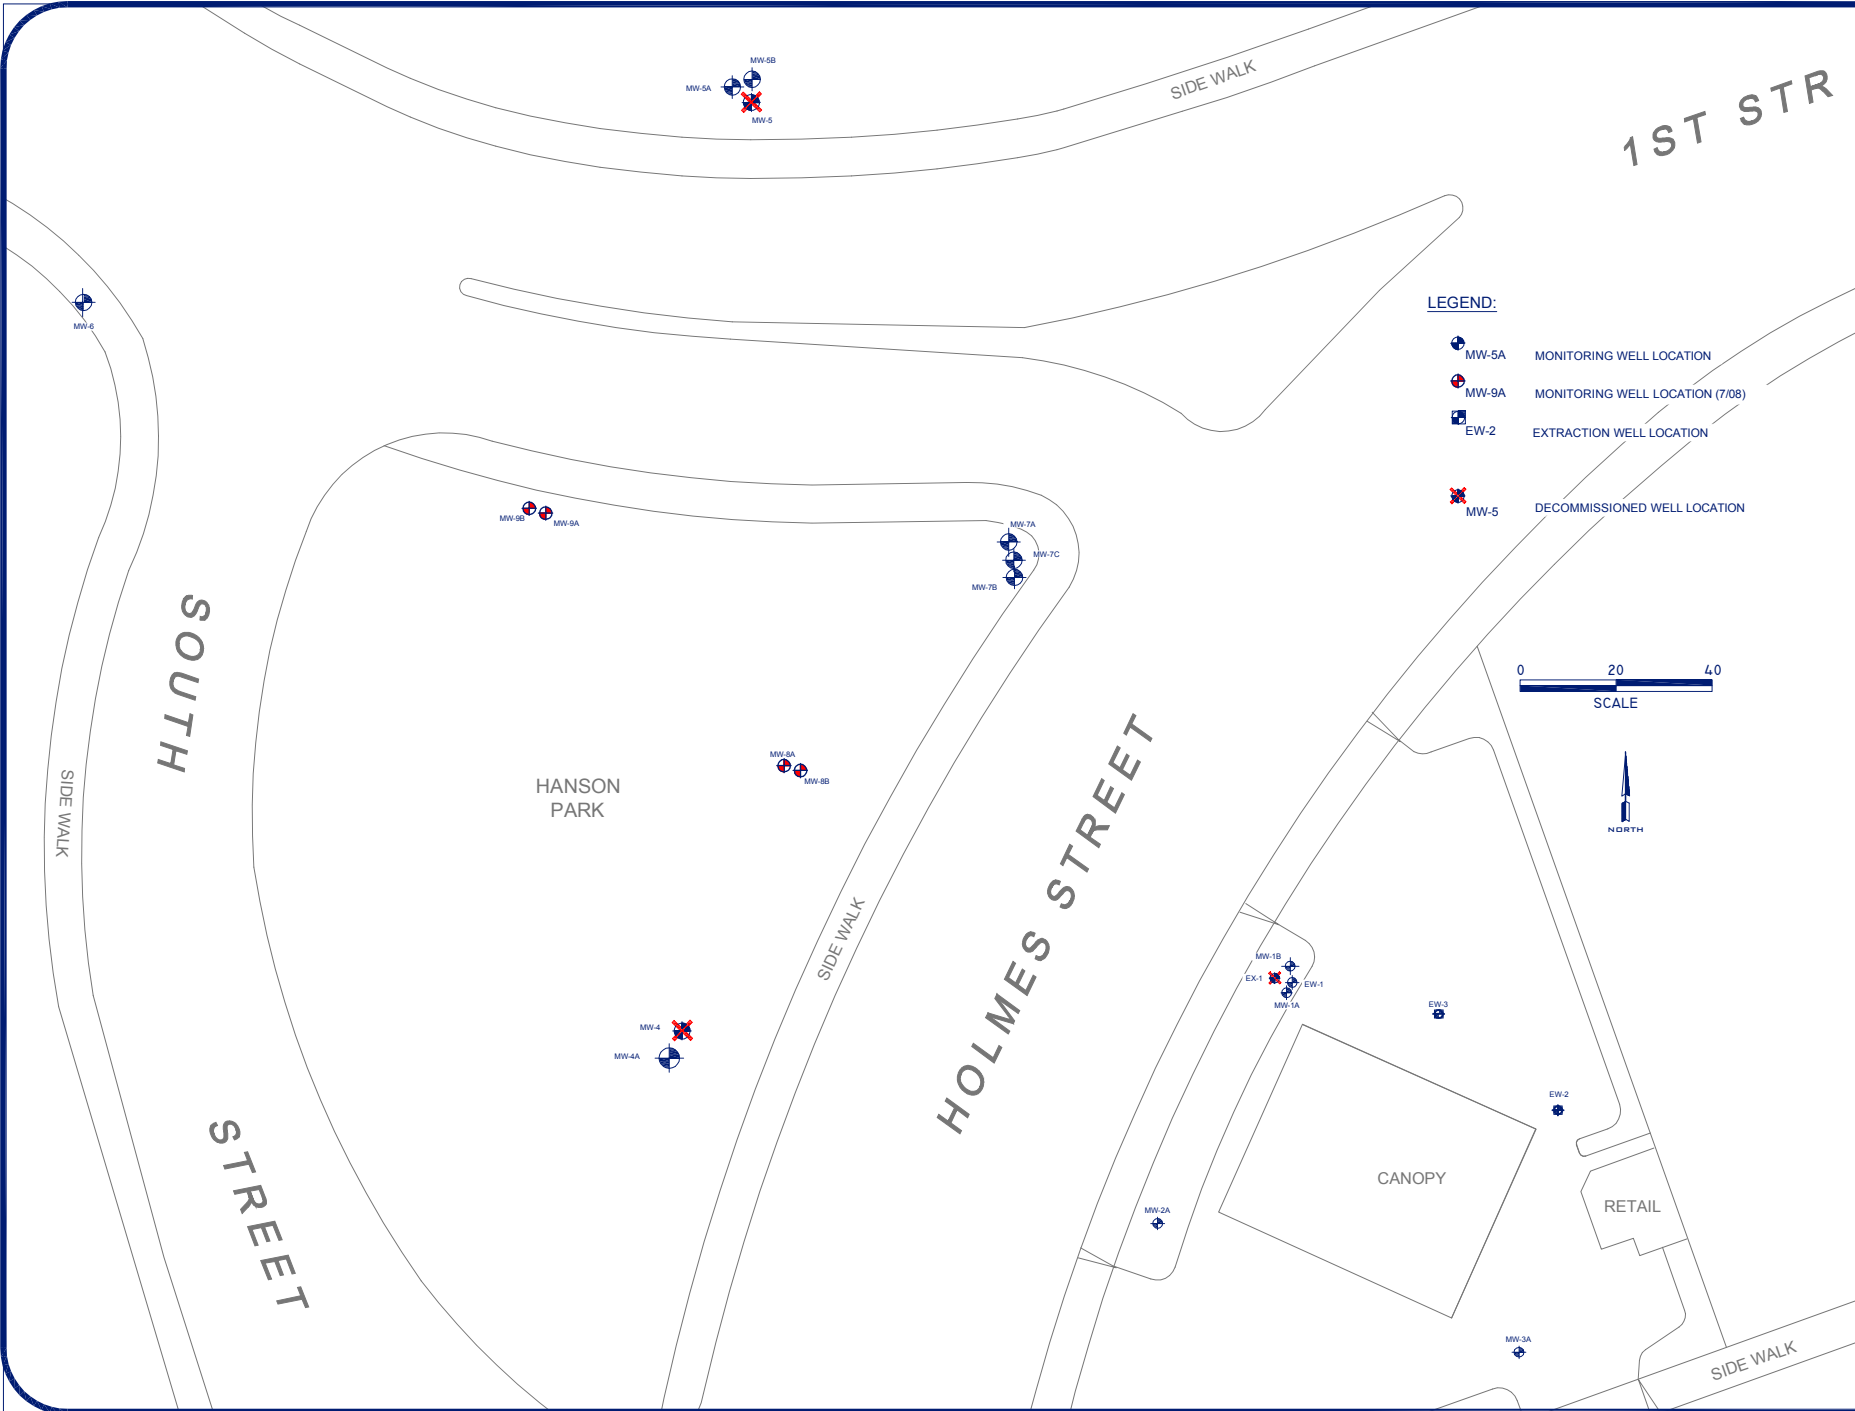 MW-5B
MW-5A
MW-5
SIDE WALK
1ST STR
MW-6
LEGEND:
MW-5A MONITORING WELL LOCATION
MW-9A MONITORING WELL LOCATION (7/08)
EW-2 EXTRACTION WELL LOCATION
MW-5 DECOMMISSIONED WELL LOCATION
MW-9B
MW-9A
MW-7A
MW-7C
MW-7B
SOUTH
STREET
0 20 40
SCALE
NORTH
MW-8A
MW-8B
HANSON
PARK
SIDE WALK
SIDE WALK
HOLMES STREET
MW-1B
EX-1
EW-1
MW-1A
EW-3
MW-4
MW-4A
EW-2
CANOPY
RETAIL
MW-2A
MW-3A
SIDE WALK